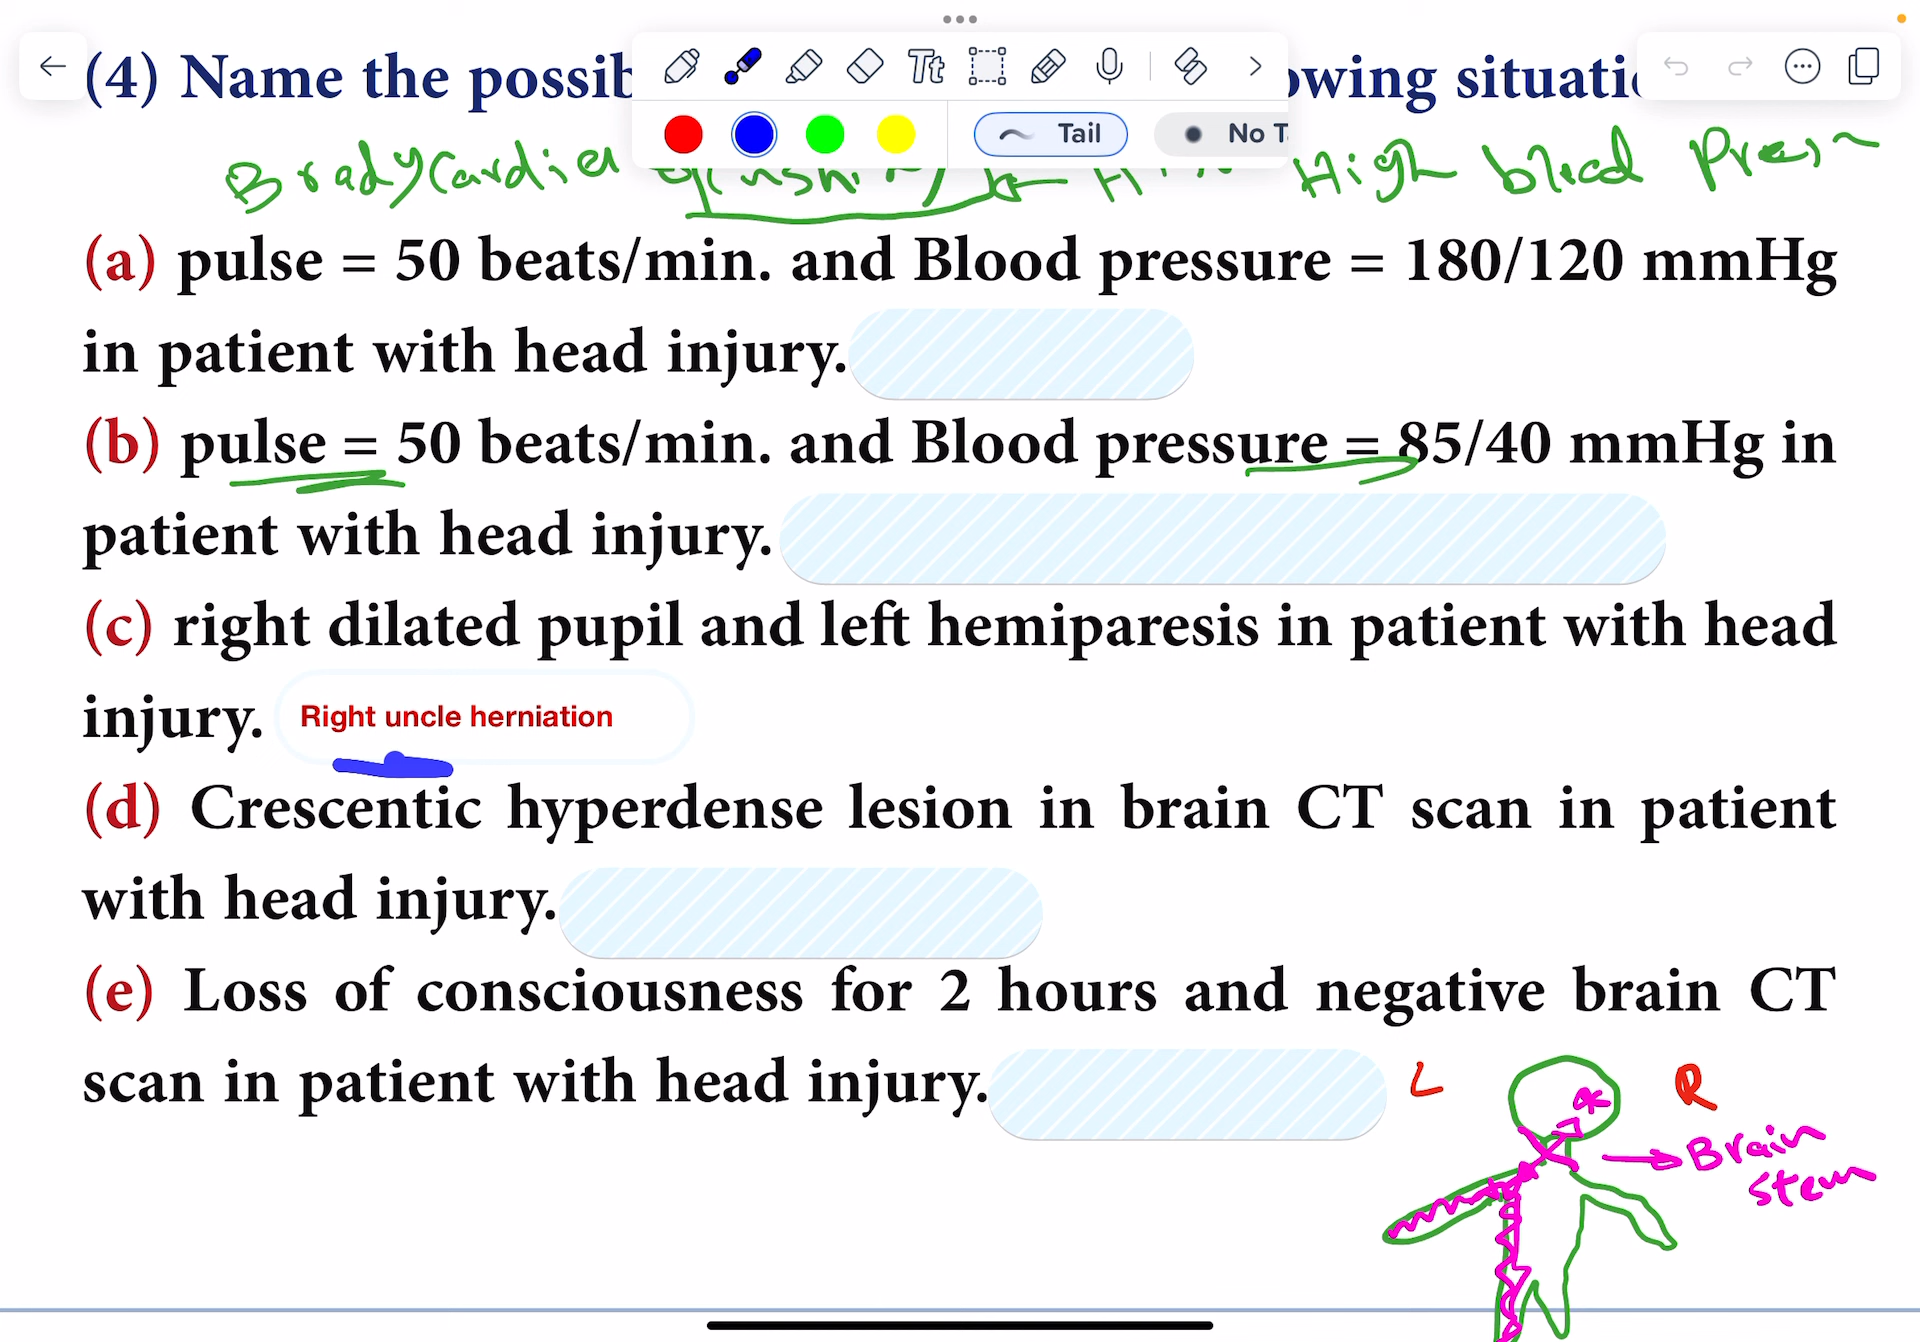 (4) Name the possib
owing situati
Tail
No T
Bradycardia
High blood Pres
(a) pulse = 50 beats/min. and Blood pressure = 180/120 mmHg
in patient with head injury.
(b) pulse = 50 beats/min. and Blood pressure = 85/40 mmHg in
patient with head injury.
(c) right dilated pupil and left hemiparesis in patient with head
injury. Right uncle herniation
(d) Crescentic hyperdense lesion in brain CT scan in patient
with head injury.
(e) Loss of consciousness for 2 hours and negative brain CT
scan in patient with head injury.
L
R
Brain
stem